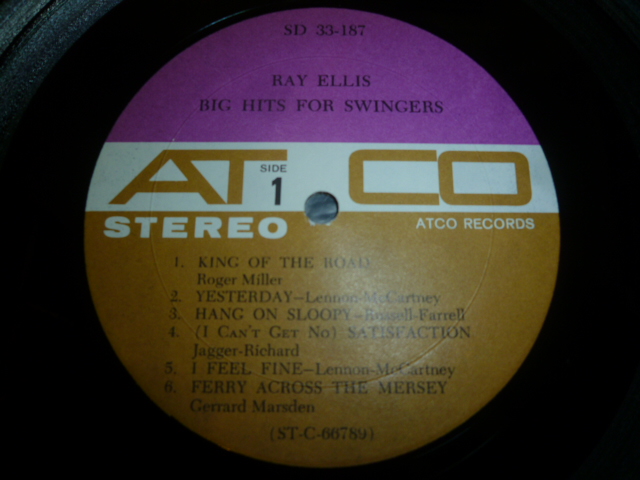 SD 33-187
RAY ELLIS
BIG HITS FOR SWINGERS
ATCO
SIDE
1
STEREO
ATCO RECORDS
1. KING OF THE ROAD
Roger Miller
2. YESTERDAY—Lennon-McCartney
3. HANG ON SLOOPY—Russell-Farrell
4. (I CAN'T GET NO) SATISFACTION
Jagger-Richard
5. I FEEL FINE—Lennon-McCartney
6. FERRY ACROSS THE MERSEY
Gerrard Marsden
(ST-C-66789)